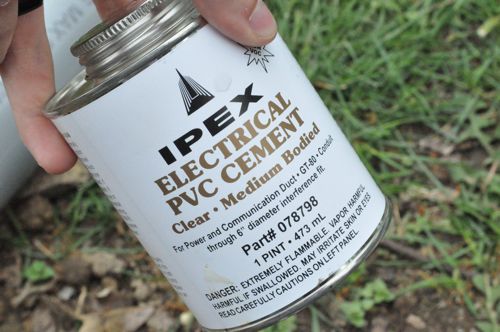 IPEX
ELECTRICAL
PVC CEMENT
Clear • Medium Bodied
For Power and Communication Duct • GT-80 • Conduit
through 6" diameter interference fit.
Part# 078798
1 PINT • 473 mL
DANGER: EXTREMELY FLAMMABLE. VAPOR HARMFUL
HARMFUL IF SWALLOWED. MAY IRRITATE SKIN OR EYES
READ CAREFULLY CAUTIONS ON LEFT PANEL